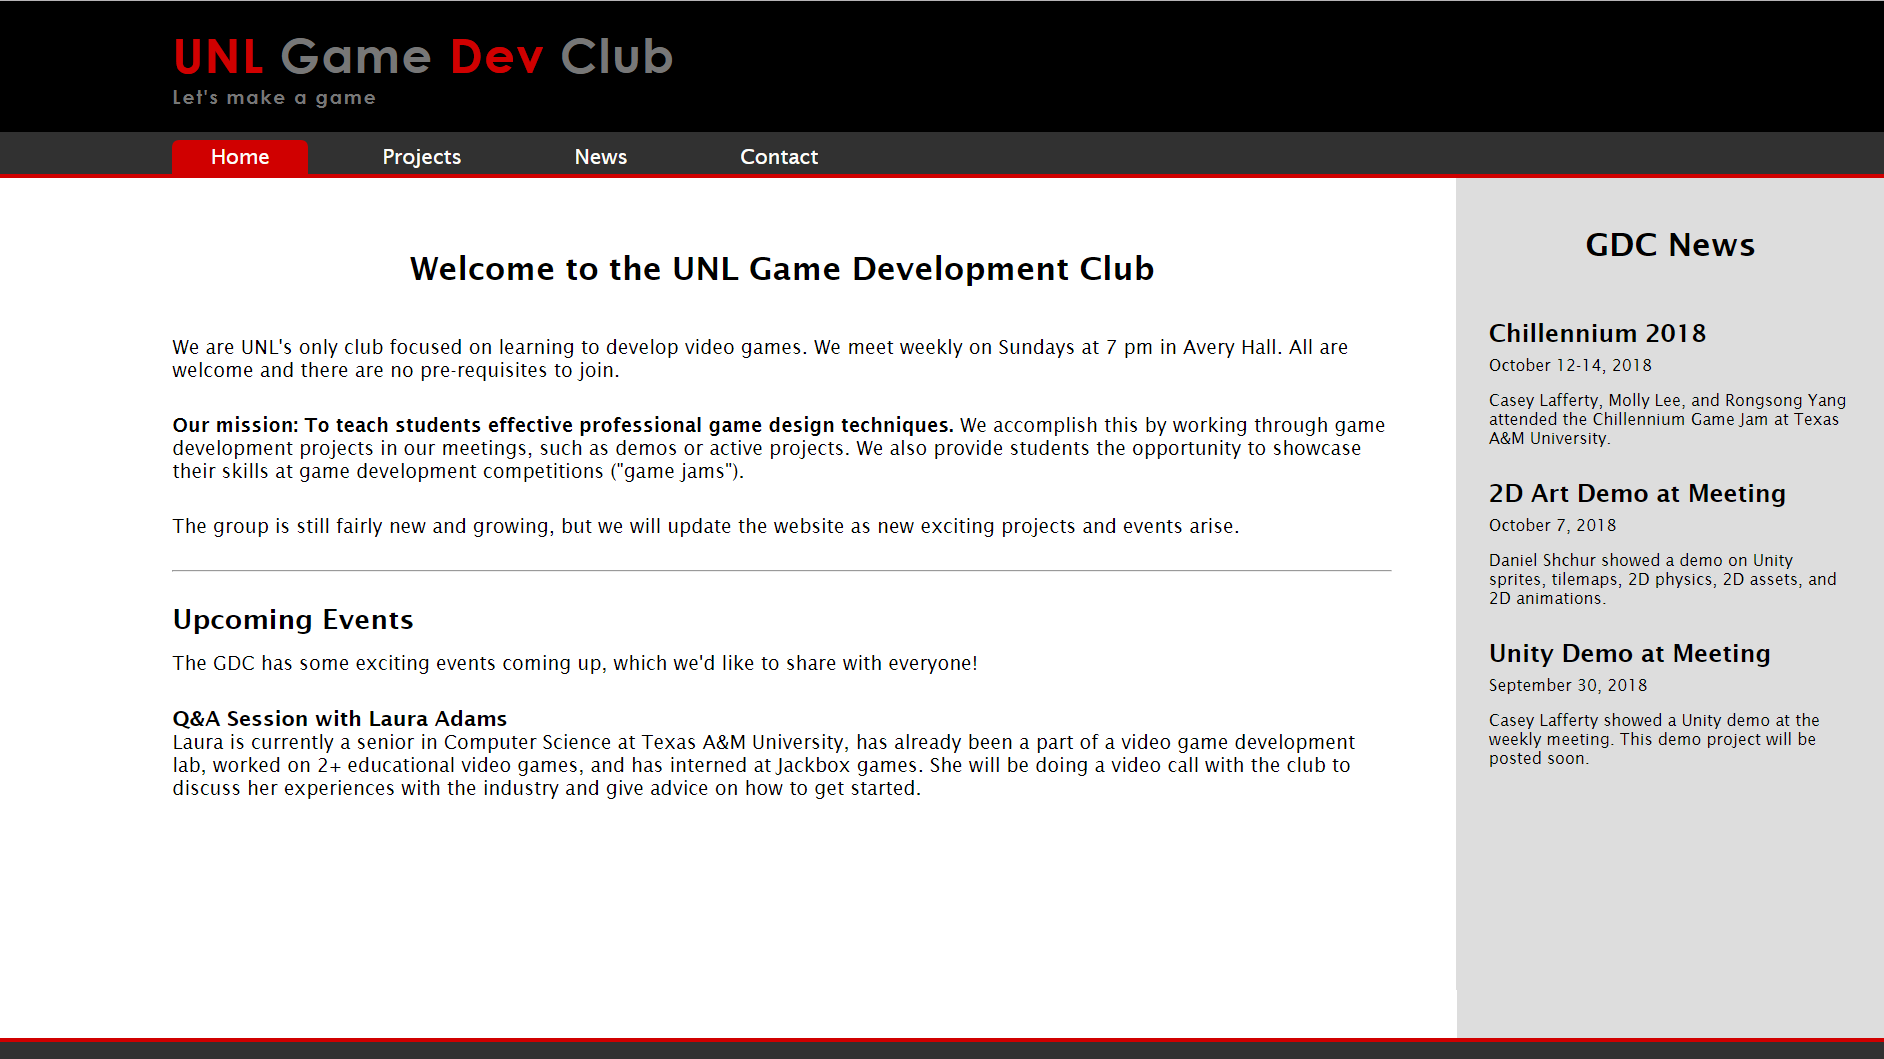 UNL Game Dev Club
Let's make a game
Home Projects News Contact
Welcome to the UNL Game Development Club
We are UNL's only club focused on learning to develop video games. We meet weekly on Sundays at 7 pm in Avery Hall. All are
welcome and there are no pre-requisites to join.
Our mission: To teach students effective professional game design techniques. We accomplish this by working through game
development projects in our meetings, such as demos or active projects. We also provide students the opportunity to showcase
their skills at game development competitions ("game jams").
The group is still fairly new and growing, but we will update the website as new exciting projects and events arise.
Upcoming Events
The GDC has some exciting events coming up, which we'd like to share with everyone!
Q&A Session with Laura Adams
Laura is currently a senior in Computer Science at Texas A&M University, has already been a part of a video game development
lab, worked on 2+ educational video games, and has interned at Jackbox games. She will be doing a video call with the club to
discuss her experiences with the industry and give advice on how to get started.
GDC News
Chillennium 2018
October 12-14, 2018
Casey Lafferty, Molly Lee, and Rongsong Yang
attended the Chillennium Game Jam at Texas
A&M University.
2D Art Demo at Meeting
October 7, 2018
Daniel Shchur showed a demo on Unity
sprites, tilemaps, 2D physics, 2D assets, and
2D animations.
Unity Demo at Meeting
September 30, 2018
Casey Lafferty showed a Unity demo at the
weekly meeting. This demo project will be
posted soon.